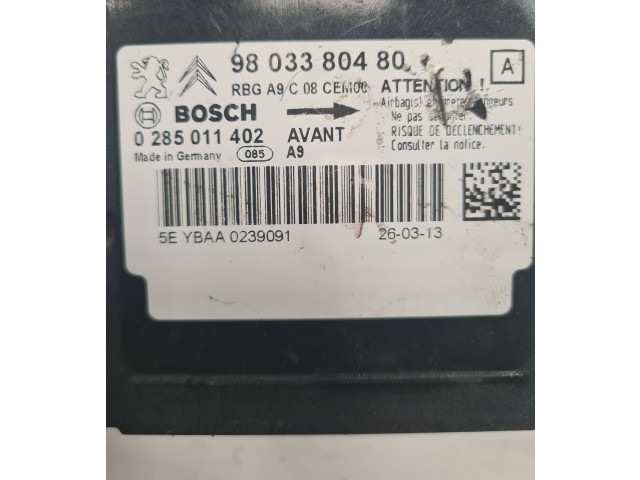 98 033 804 80
A
RBG A9 C 08 CEM00 ATTENTION !
BOSCH
Airbag(s)
Ne pas
0 285 011 402 AVANT
RISQUE DE DECLENCHEMENT!
Made in Germany 085 A9
Consulter la notice.
5E YBAA 0239091 26-03-13